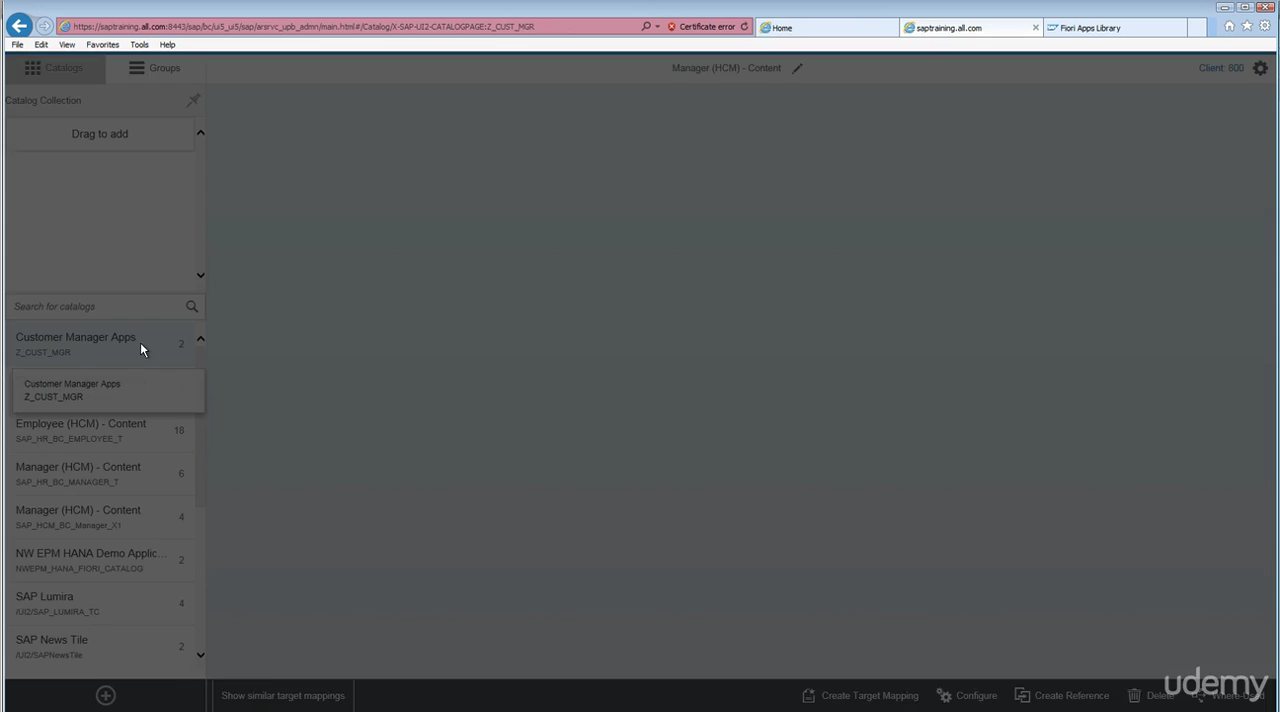 https://saptraining.all.com:8443/sap/bc/ui5_ui5/sap/arsrvc_upb_admn/main.html#/Catalog/X-SAP-UI2-CATALOGPAGE:Z_CUST_MGR
Certificate error
Home
saptraining.all.com
Fiori Apps Library
File Edit View Favorites Tools Help
Catalogs
Groups
Manager (HCM) - Content
Client: 800
Catalog Collection
Drag to add
Search for catalogs
Customer Manager Apps
Z_CUST_MGR
2
Customer Manager Apps
Z_CUST_MGR
Employee (HCM) - Content
SAP_HR_BC_EMPLOYEE_T
18
Manager (HCM) - Content
SAP_HR_BC_MANAGER_T
6
Manager (HCM) - Content
SAP_HCM_BC_Manager_X1
4
NW EPM HANA Demo Applic...
NWEPM_HANA_FIORI_CATALOG
2
SAP Lumira
/UI2/SAP_LUMIRA_TC
4
SAP News Tile
/UI2/SAPNewsTile
2
Show similar target mappings
Create Target Mapping
Configure
Create Reference
Delete
Where-Used
udemy